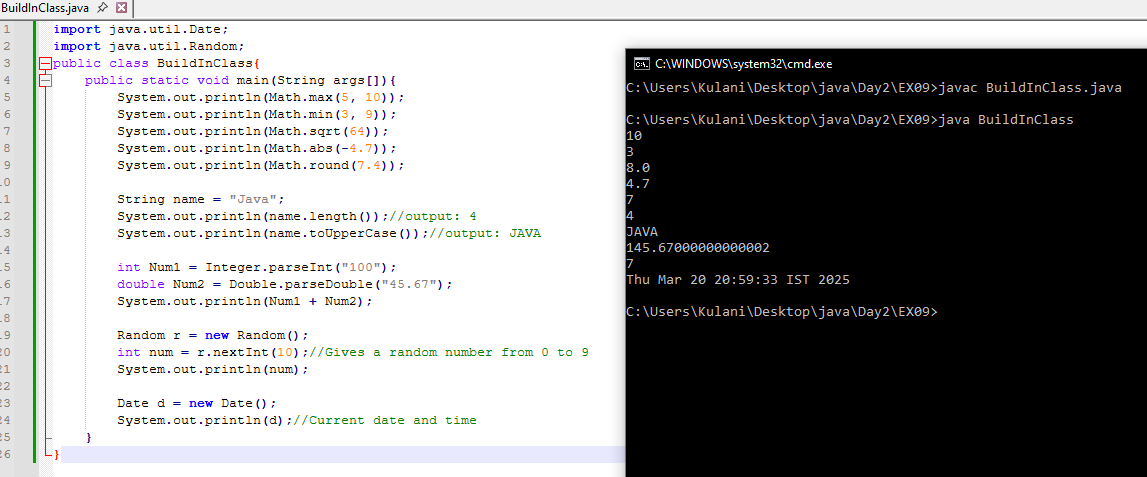 BuildInClass.java
1 import java.util.Date;
2 import java.util.Random;
3 public class BuildInClass{
4 public static void main(String args[]){
5 System.out.println(Math.max(5, 10));
6 System.out.println(Math.min(3, 9));
7 System.out.println(Math.sqrt(64));
8 System.out.println(Math.abs(-4.7));
9 System.out.println(Math.round(7.4));
10
11 String name = "Java";
12 System.out.println(name.length());//output: 4
13 System.out.println(name.toUpperCase());//output: JAVA
14
15 int Num1 = Integer.parseInt("100");
16 double Num2 = Double.parseDouble("45.67");
17 System.out.println(Num1 + Num2);
18
19 Random r = new Random();
20 int num = r.nextInt(10);//Gives a random number from 0 to 9
21 System.out.println(num);
22
23 Date d = new Date();
24 System.out.println(d);//Current date and time
25 }
26 }
C:\WINDOWS\system32\cmd.exe
C:\Users\Kulani\Desktop\java\Day2\EX09>javac BuildInClass.java
C:\Users\Kulani\Desktop\java\Day2\EX09>java BuildInClass
10
3
8.0
4.7
7
4
JAVA
145.67000000000002
7
Thu Mar 20 20:59:33 IST 2025
C:\Users\Kulani\Desktop\java\Day2\EX09>